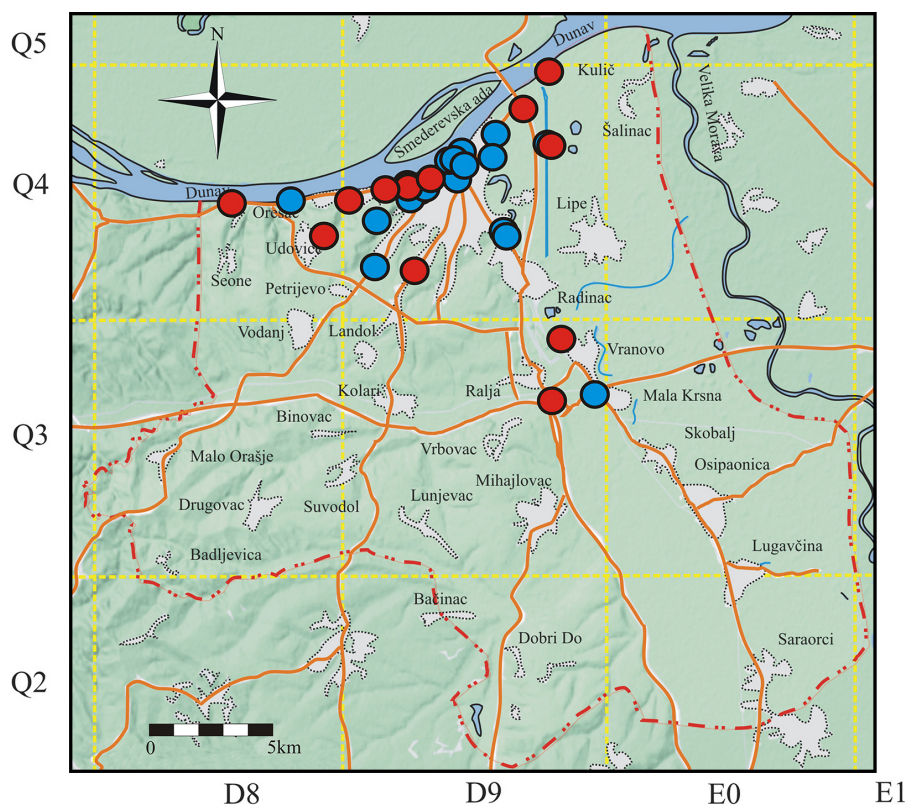 Q5
Dunav
N
Kulič
Velika Morava
Smederevska ada
Šalinac
Q4
Dunav
Orešac
Lipe
Udovice
Seone
Petrijevo
Radinac
Vodanj
Landok
Vranovo
Kolari
Ralja
Mala Krsna
Binovac
Q3
Skobalj
Vrbovac
Malo Orašje
Osipaonica
Mihajlovac
Drugovac
Suvodol
Lunjevac
Lugavčina
Badljevica
Bačinac
Dobri Do
Saraorci
Q2
0
5km
D8
D9
E0
E1